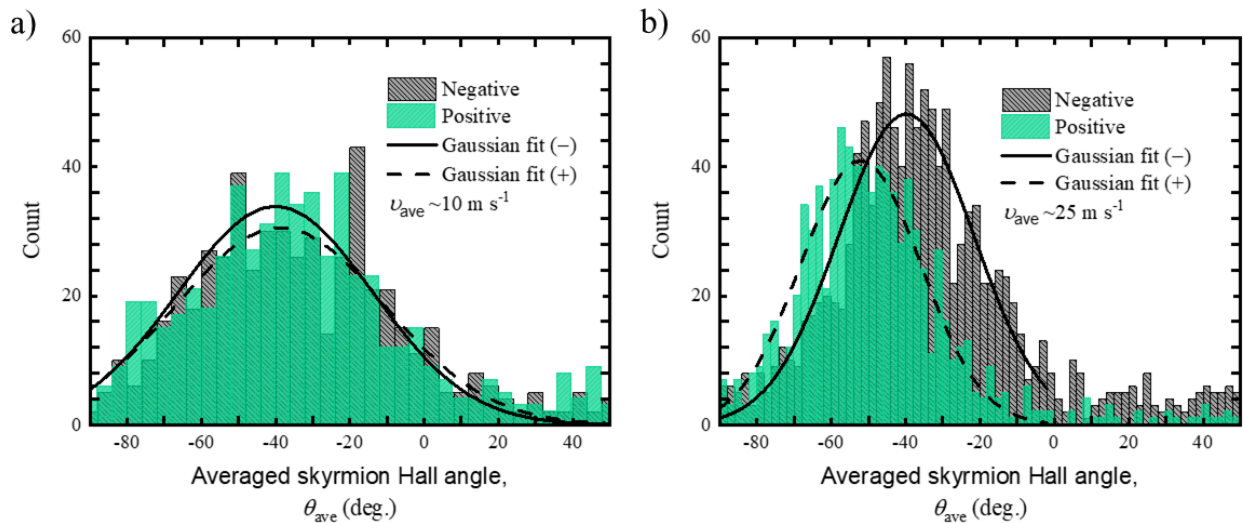 a)
60
40
20
0
Count
Negative
Positive
Gaussian fit (−)
Gaussian fit (+)
υave ~10 m s-1
-80 -60 -40 -20 0 20 40
Averaged skyrmion Hall angle,
θave (deg.)
b)
60
40
20
0
Count
Negative
Positive
Gaussian fit (−)
Gaussian fit (+)
υave ~25 m s-1
-80 -60 -40 -20 0 20 40
Averaged skyrmion Hall angle,
θave (deg.)